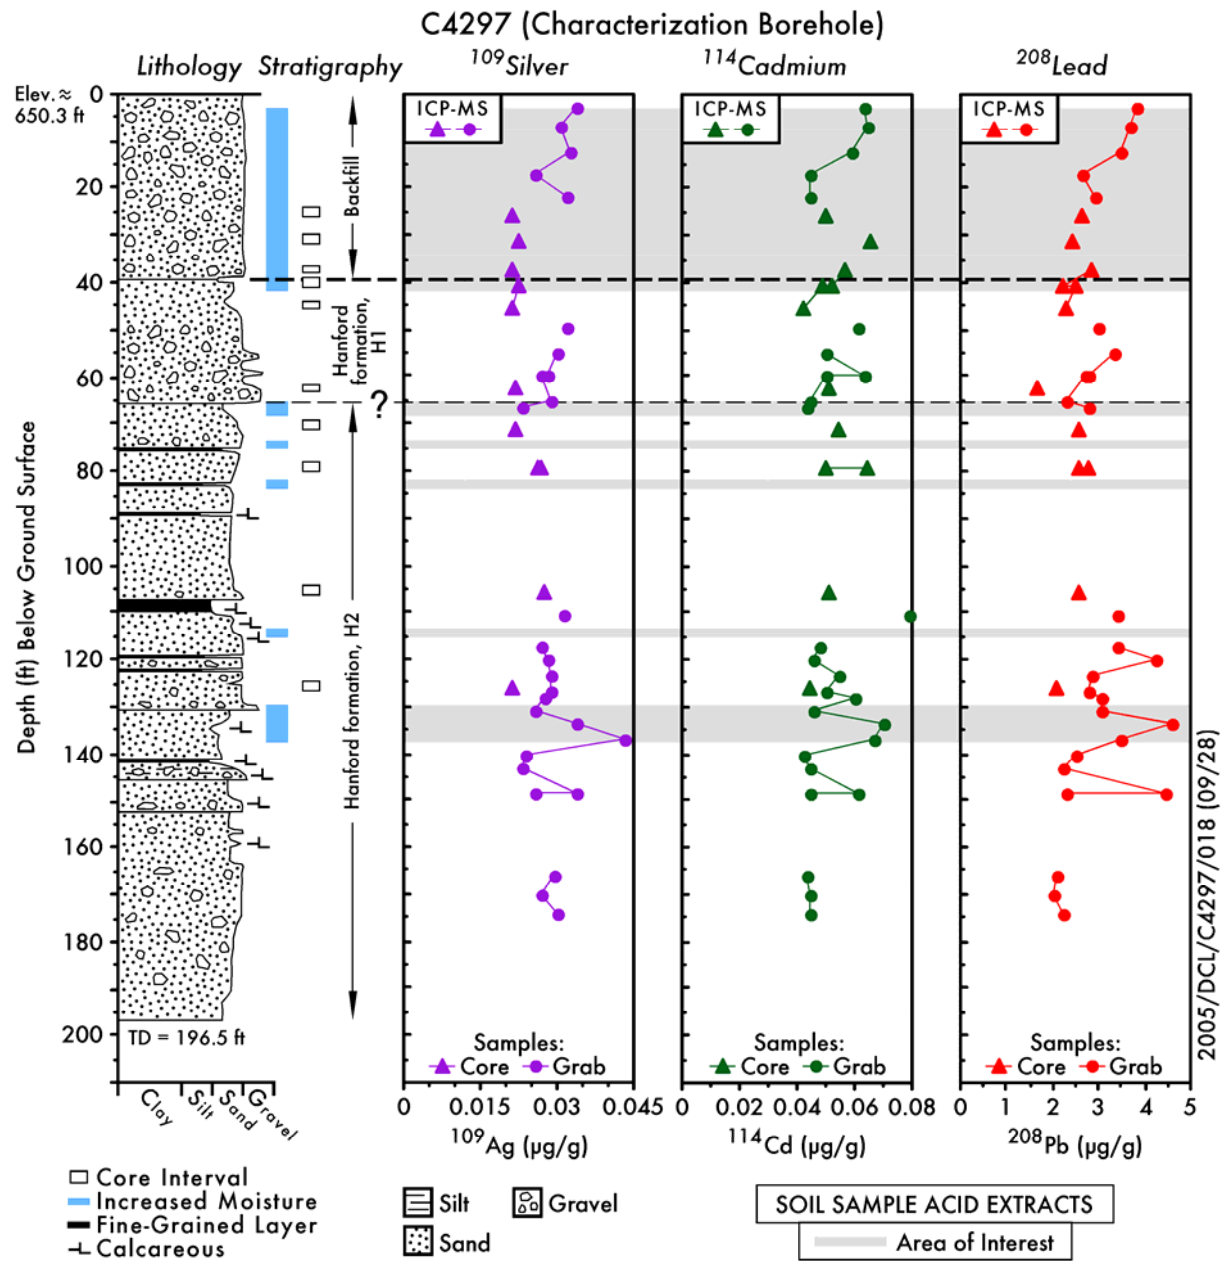 C4297 (Characterization Borehole)
Lithology
Stratigraphy
109Silver
114Cadmium
208Lead
Elev. ≈
650.3 ft
0
20
40
60
80
100
120
140
160
180
200
Depth (ft) Below Ground Surface
Backfill
Hanford
formation,
H1
?
Hanford formation, H2
TD = 196.5 ft
Clay
Silt
Sand
Gravel
ICP-MS
ICP-MS
ICP-MS
Samples:
Core Grab
Samples:
Core Grab
Samples:
Core Grab
0 0.015 0.03 0.045
109Ag (µg/g)
0 0.02 0.04 0.06 0.08
114Cd (µg/g)
0 1 2 3 4 5
208Pb (µg/g)
2005/DCL/C4297/018 (09/28)
Core Interval
Increased Moisture
Fine-Grained Layer
Calcareous
Silt
Gravel
Sand
SOIL SAMPLE ACID EXTRACTS
Area of Interest